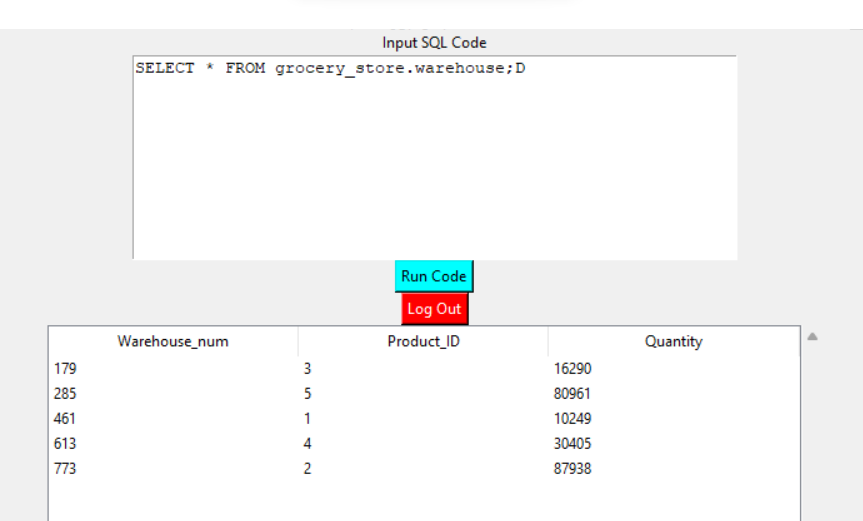 Input SQL Code
SELECT * FROM grocery_store.warehouse;D
Run Code
Log Out
Warehouse_num Product_ID Quantity
179 3 16290
285 5 80961
461 1 10249
613 4 30405
773 2 87938